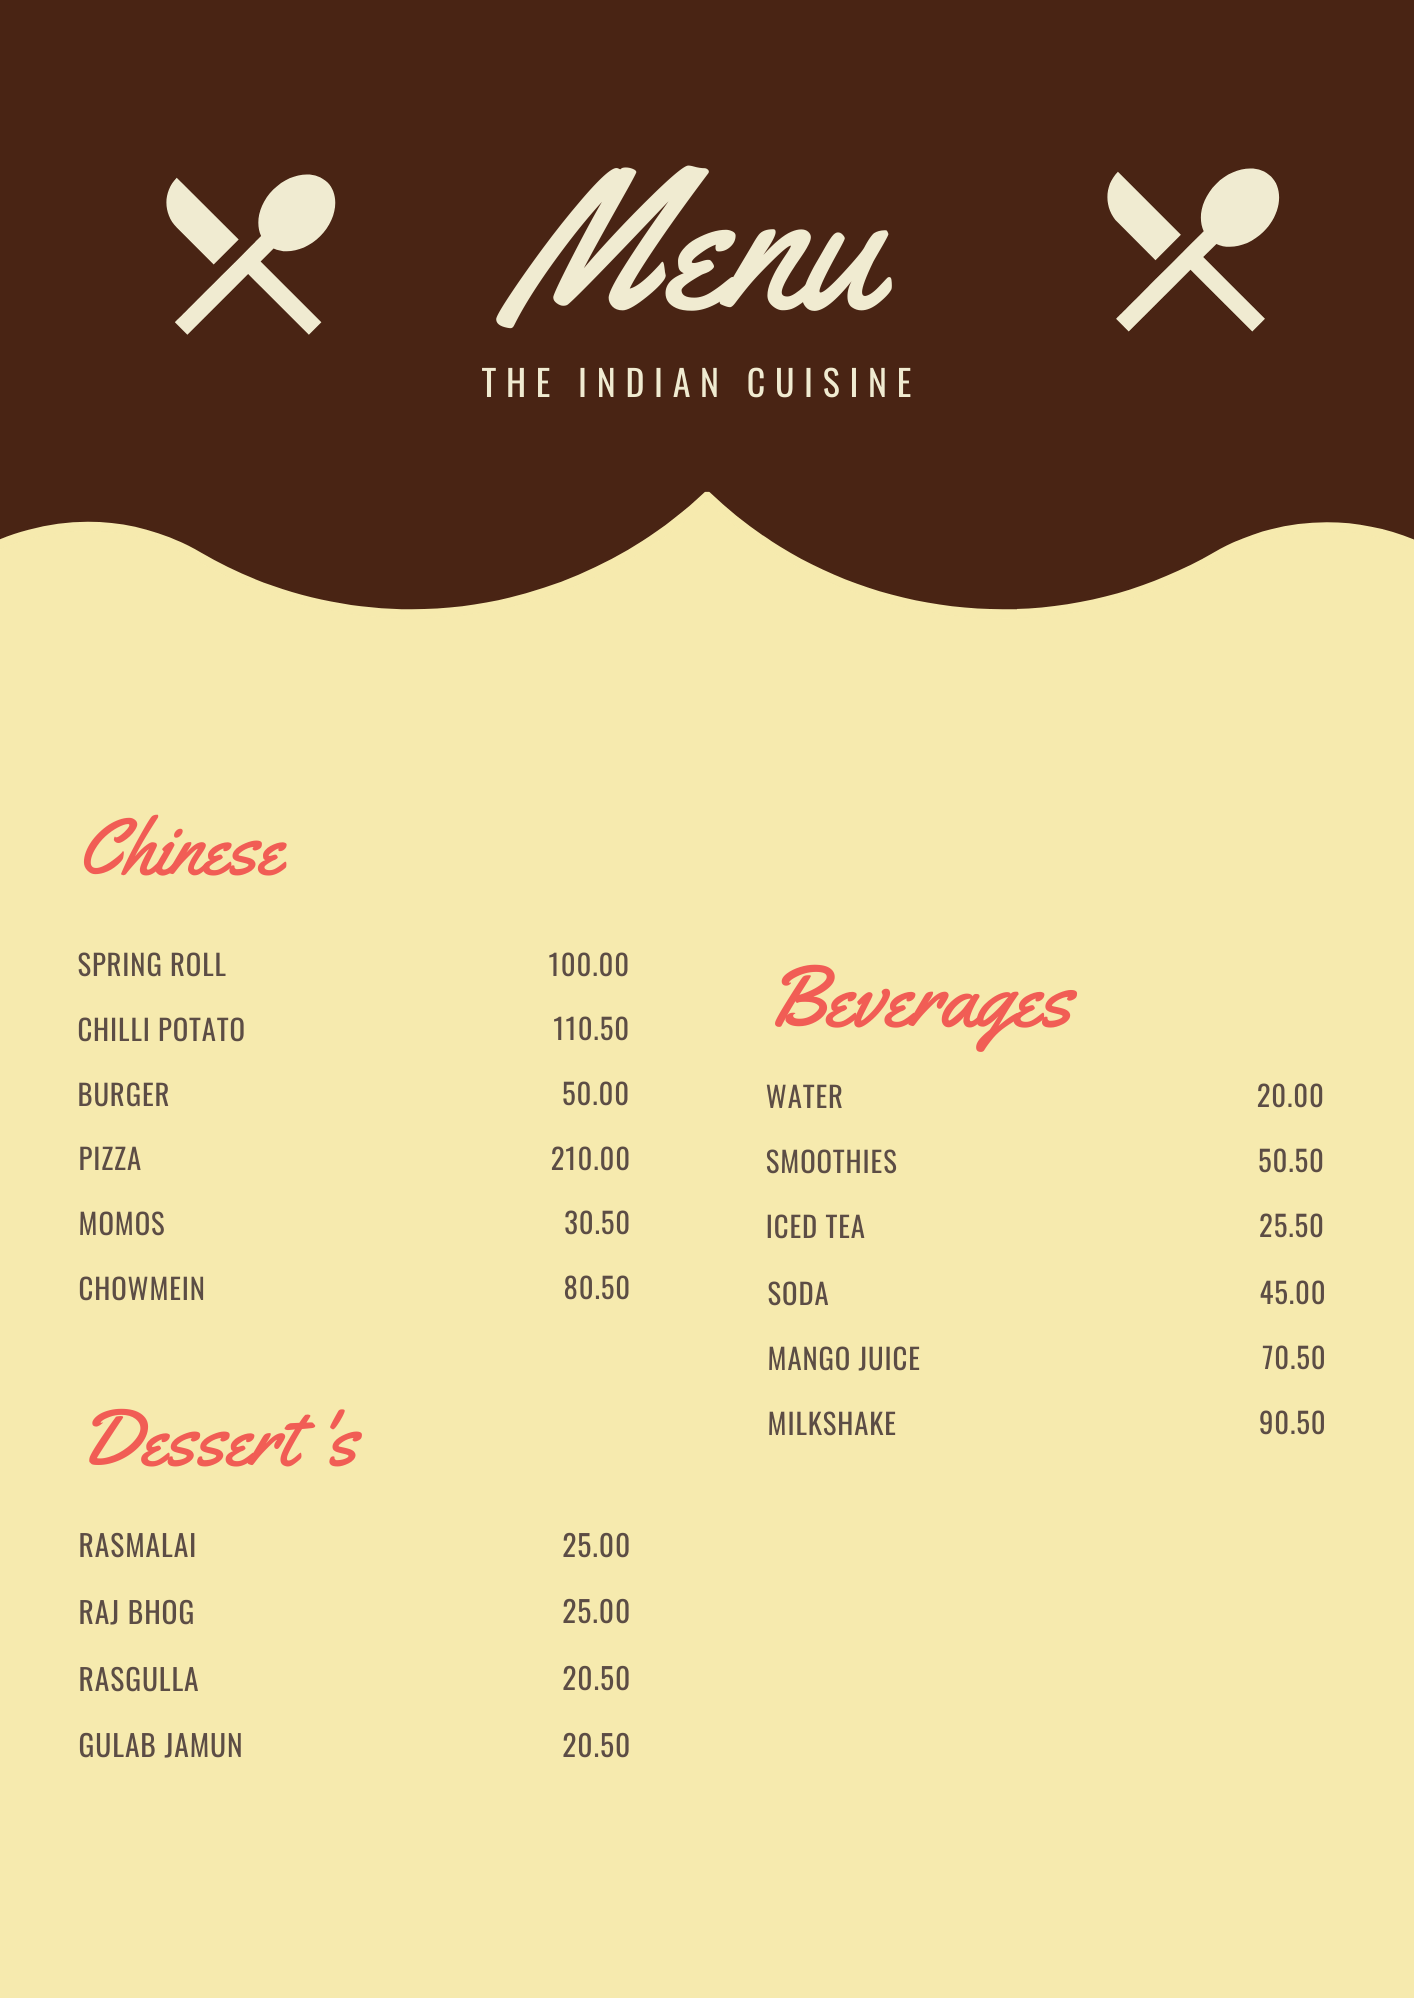 Menu
THE INDIAN CUISINE
Chinese
SPRING ROLL 100.00
CHILLI POTATO 110.50
BURGER 50.00
PIZZA 210.00
MOMOS 30.50
CHOWMEIN 80.50
Dessert's
RASMALAI 25.00
RAJ BHOG 25.00
RASGULLA 20.50
GULAB JAMUN 20.50
Beverages
WATER 20.00
SMOOTHIES 50.50
ICED TEA 25.50
SODA 45.00
MANGO JUICE 70.50
MILKSHAKE 90.50